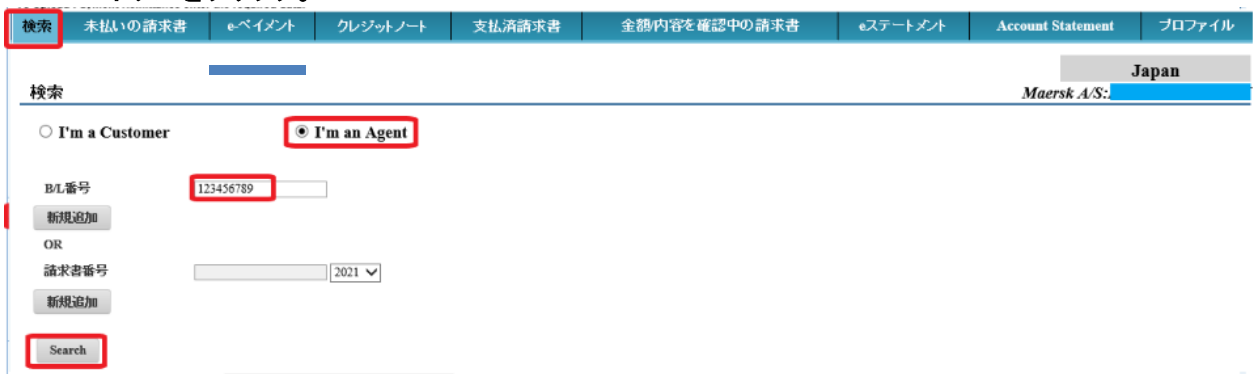 検索 未払いの請求書 e-ペイメント クレジットノート 支払済請求書 金額/内容を確認中の請求書 eステートメント Account Statement プロファイル
Japan
検索
Maersk A/S:
I'm a Customer I'm an Agent
B/L番号 123456789
新規追加
OR
請求書番号 2021
新規追加
Search